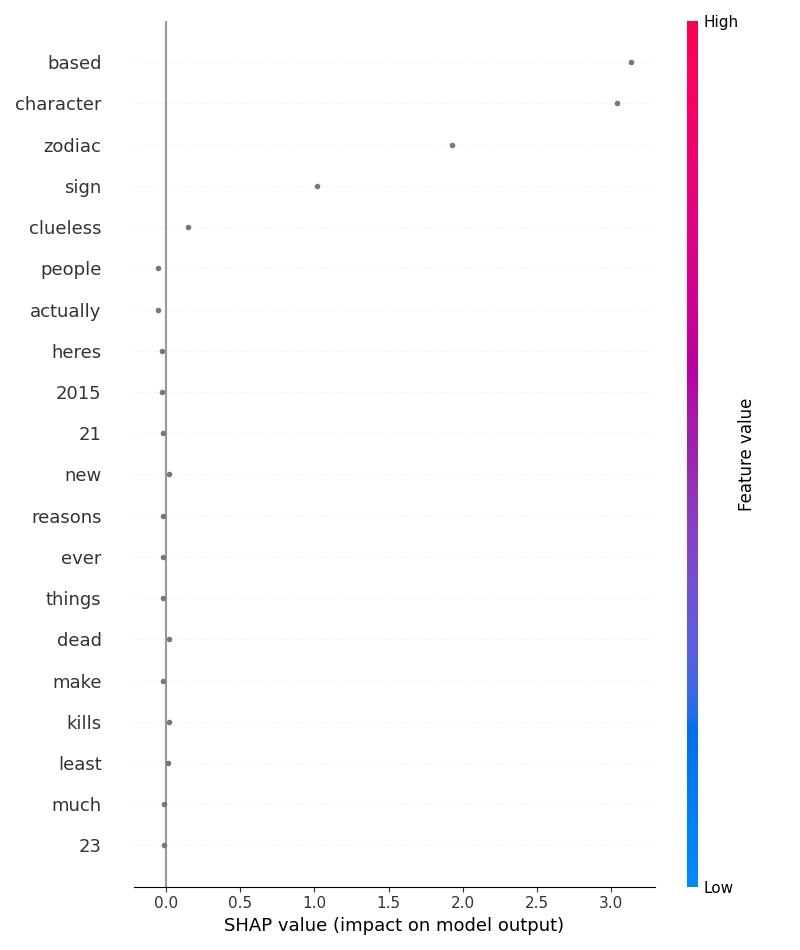 High
based
character
zodiac
sign
clueless
people
actually
heres
2015
21
new
reasons
ever
things
dead
make
kills
least
much
23
Feature value
Low
0.0 0.5 1.0 1.5 2.0 2.5 3.0
SHAP value (impact on model output)